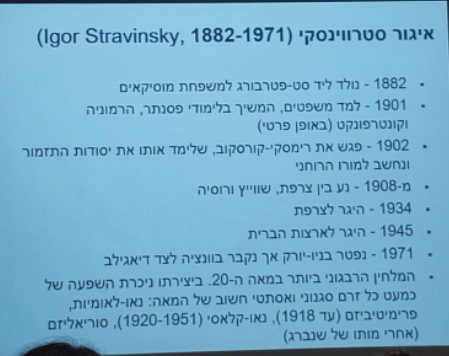 איגור סטרווינסקי (Igor Stravinsky, 1882-1971)
• 1882 - נולד ליד סט-פטרבורג למשפחת מוסיקאים
• 1901 - למד משפטים, המשיך בלימודי פסנתר, הרמוניה
וקונטרפונקט (באופן פרטי)
• 1902 - פגש את רימסקי-קורסקוב, שלימד אותו את יסודות התזמור
ונחשב למורו הרוחני
• מ-1908 - נע בין צרפת, שווייץ ורוסיה
• 1934 - היגר לצרפת
• 1945 - היגר לארצות הברית
• 1971 - נפטר בניו-יורק אך נקבר בוונציה לצד דיאגילב
• המלחין הרבגוני ביותר במאה ה-20. ביצירתו ניכרת השפעה של
כמעט כל זרם סגנוני ואסתטי חשוב של המאה: נאו-לאומיות,
פרימיטיביזם (עד 1918), נאו-קלאסי (1920-1951), סוריאליזם
(אחרי מותו של שנברג)